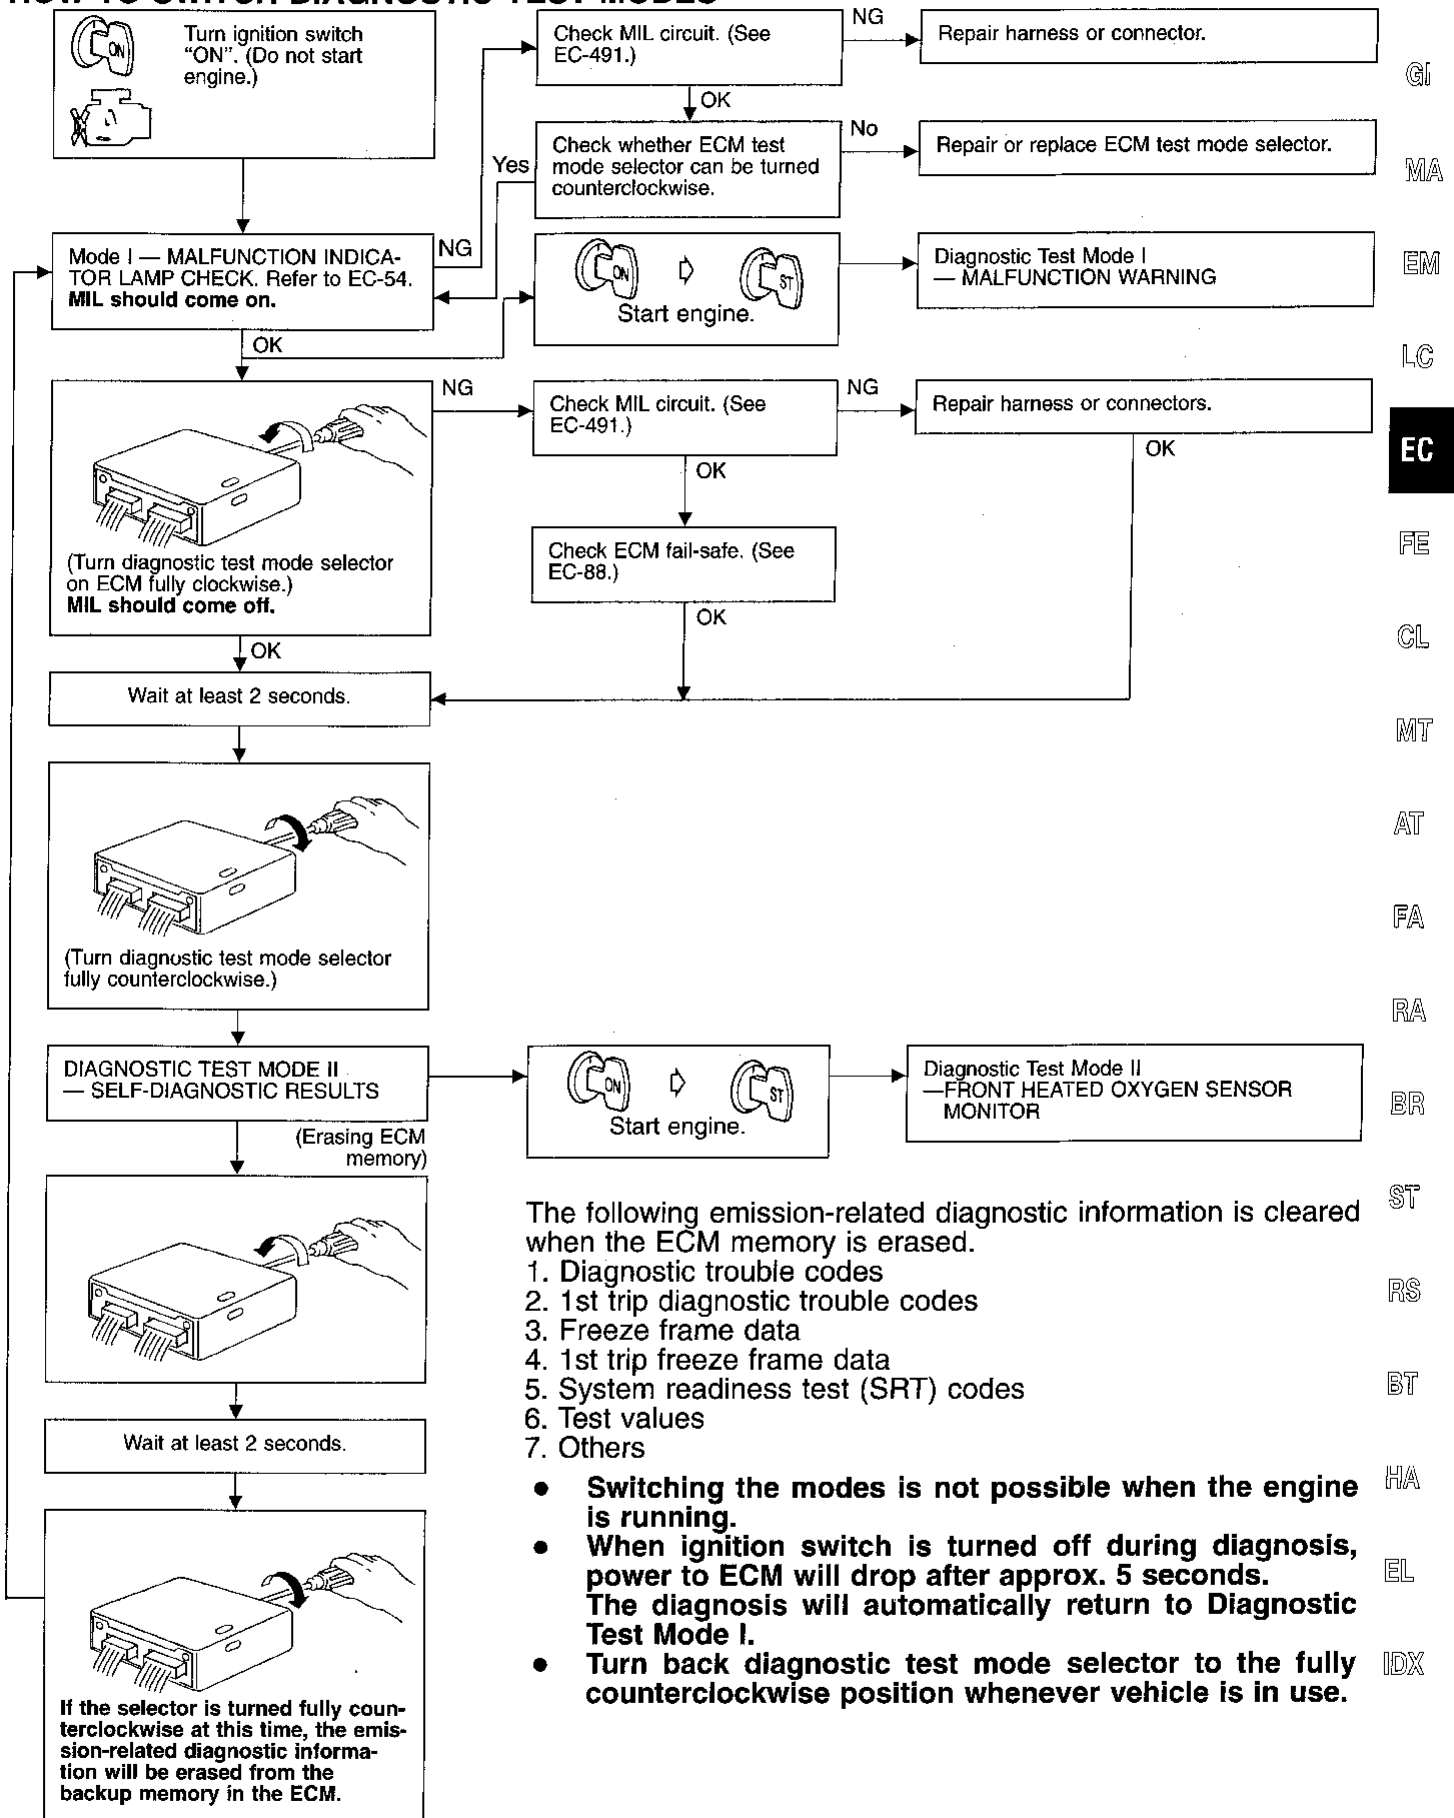 HOW TO SWITCH DIAGNOSTIC TEST MODES
Turn ignition switch
"ON". (Do not start
engine.)
ON
Check MIL circuit. (See
EC-491.)
NG
Repair harness or connector.
OK
Check whether ECM test
mode selector can be turned
counterclockwise.
No
Repair or replace ECM test mode selector.
Yes
Mode I — MALFUNCTION INDICA-
TOR LAMP CHECK. Refer to EC-54.
MIL should come on.
NG
ON
ST
Start engine.
Diagnostic Test Mode I
— MALFUNCTION WARNING
OK
(Turn diagnostic test mode selector
on ECM fully clockwise.)
MIL should come off.
NG
Check MIL circuit. (See
EC-491.)
NG
Repair harness or connectors.
OK
OK
Check ECM fail-safe. (See
EC-88.)
OK
OK
Wait at least 2 seconds.
(Turn diagnostic test mode selector
fully counterclockwise.)
DIAGNOSTIC TEST MODE II
— SELF-DIAGNOSTIC RESULTS
ON
ST
Start engine.
Diagnostic Test Mode II
—FRONT HEATED OXYGEN SENSOR
MONITOR
(Erasing ECM
memory)
Wait at least 2 seconds.
If the selector is turned fully coun-
terclockwise at this time, the emis-
sion-related diagnostic informa-
tion will be erased from the
backup memory in the ECM.
The following emission-related diagnostic information is cleared
when the ECM memory is erased.
1. Diagnostic trouble codes
2. 1st trip diagnostic trouble codes
3. Freeze frame data
4. 1st trip freeze frame data
5. System readiness test (SRT) codes
6. Test values
7. Others
● Switching the modes is not possible when the engine
is running.
● When ignition switch is turned off during diagnosis,
power to ECM will drop after approx. 5 seconds.
The diagnosis will automatically return to Diagnostic
Test Mode I.
● Turn back diagnostic test mode selector to the fully
counterclockwise position whenever vehicle is in use.
GI
MA
EM
LC
EC
FE
CL
MT
AT
FA
RA
BR
ST
RS
BT
HA
EL
IDX